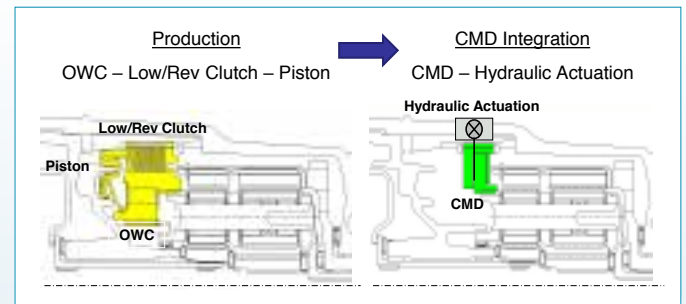 Production
OWC – Low/Rev Clutch – Piston
Low/Rev Clutch
Piston
OWC
CMD Integration
CMD – Hydraulic Actuation
Hydraulic Actuation
CMD